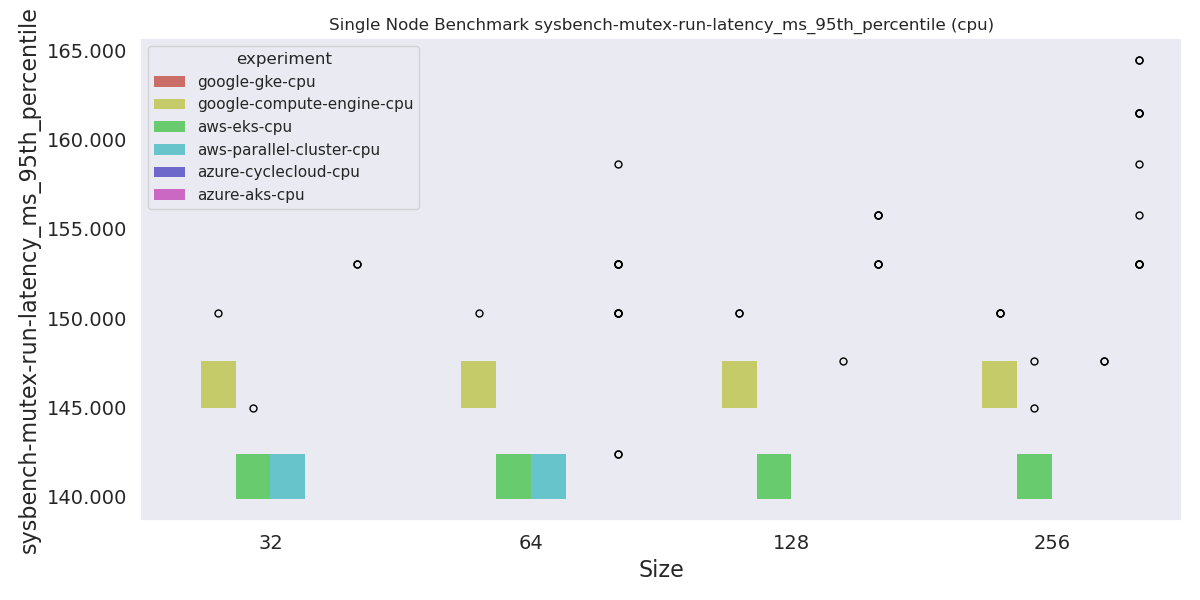 Single Node Benchmark sysbench-mutex-run-latency_ms_95th_percentile (cpu)
sysbench-mutex-run-latency_ms_95th_percentile
165.000
160.000
155.000
150.000
145.000
140.000
experiment
google-gke-cpu
google-compute-engine-cpu
aws-eks-cpu
aws-parallel-cluster-cpu
azure-cyclecloud-cpu
azure-aks-cpu
32 64 128 256
Size